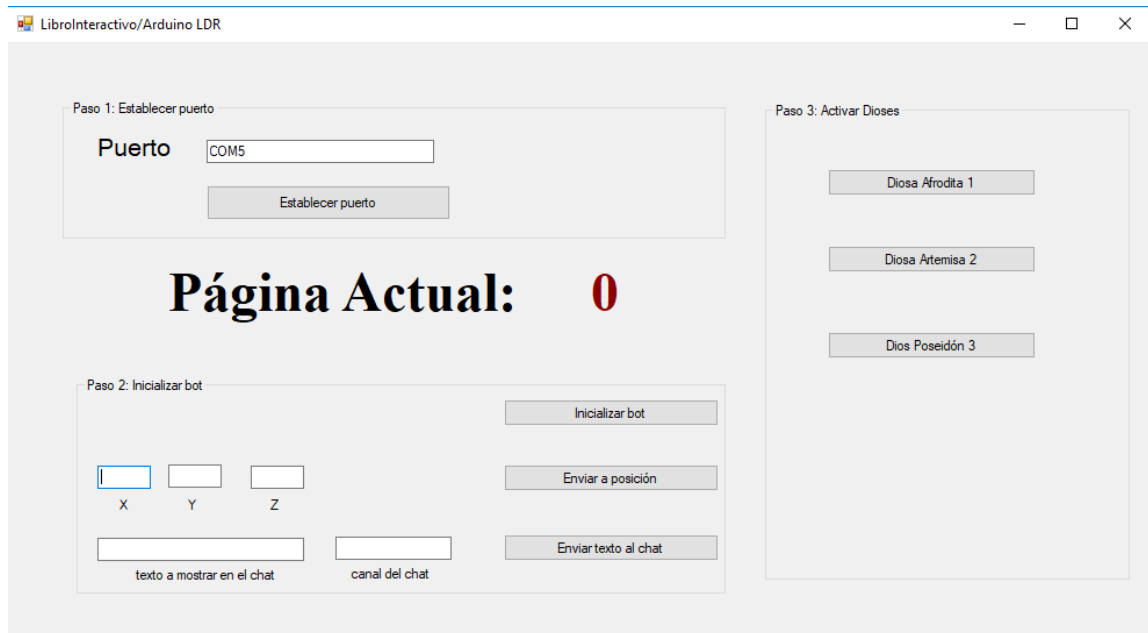 LibroInteractivo/Arduino LDR
Paso 1: Establecer puerto
Puerto COM5
Establecer puerto
Página Actual: 0
Paso 2: Inicializar bot
Inicializar bot
Enviar a posición
X Y Z
Enviar texto al chat
texto a mostrar en el chat canal del chat
Paso 3: Activar Dioses
Diosa Afrodita 1
Diosa Artemisa 2
Dios Poseidón 3